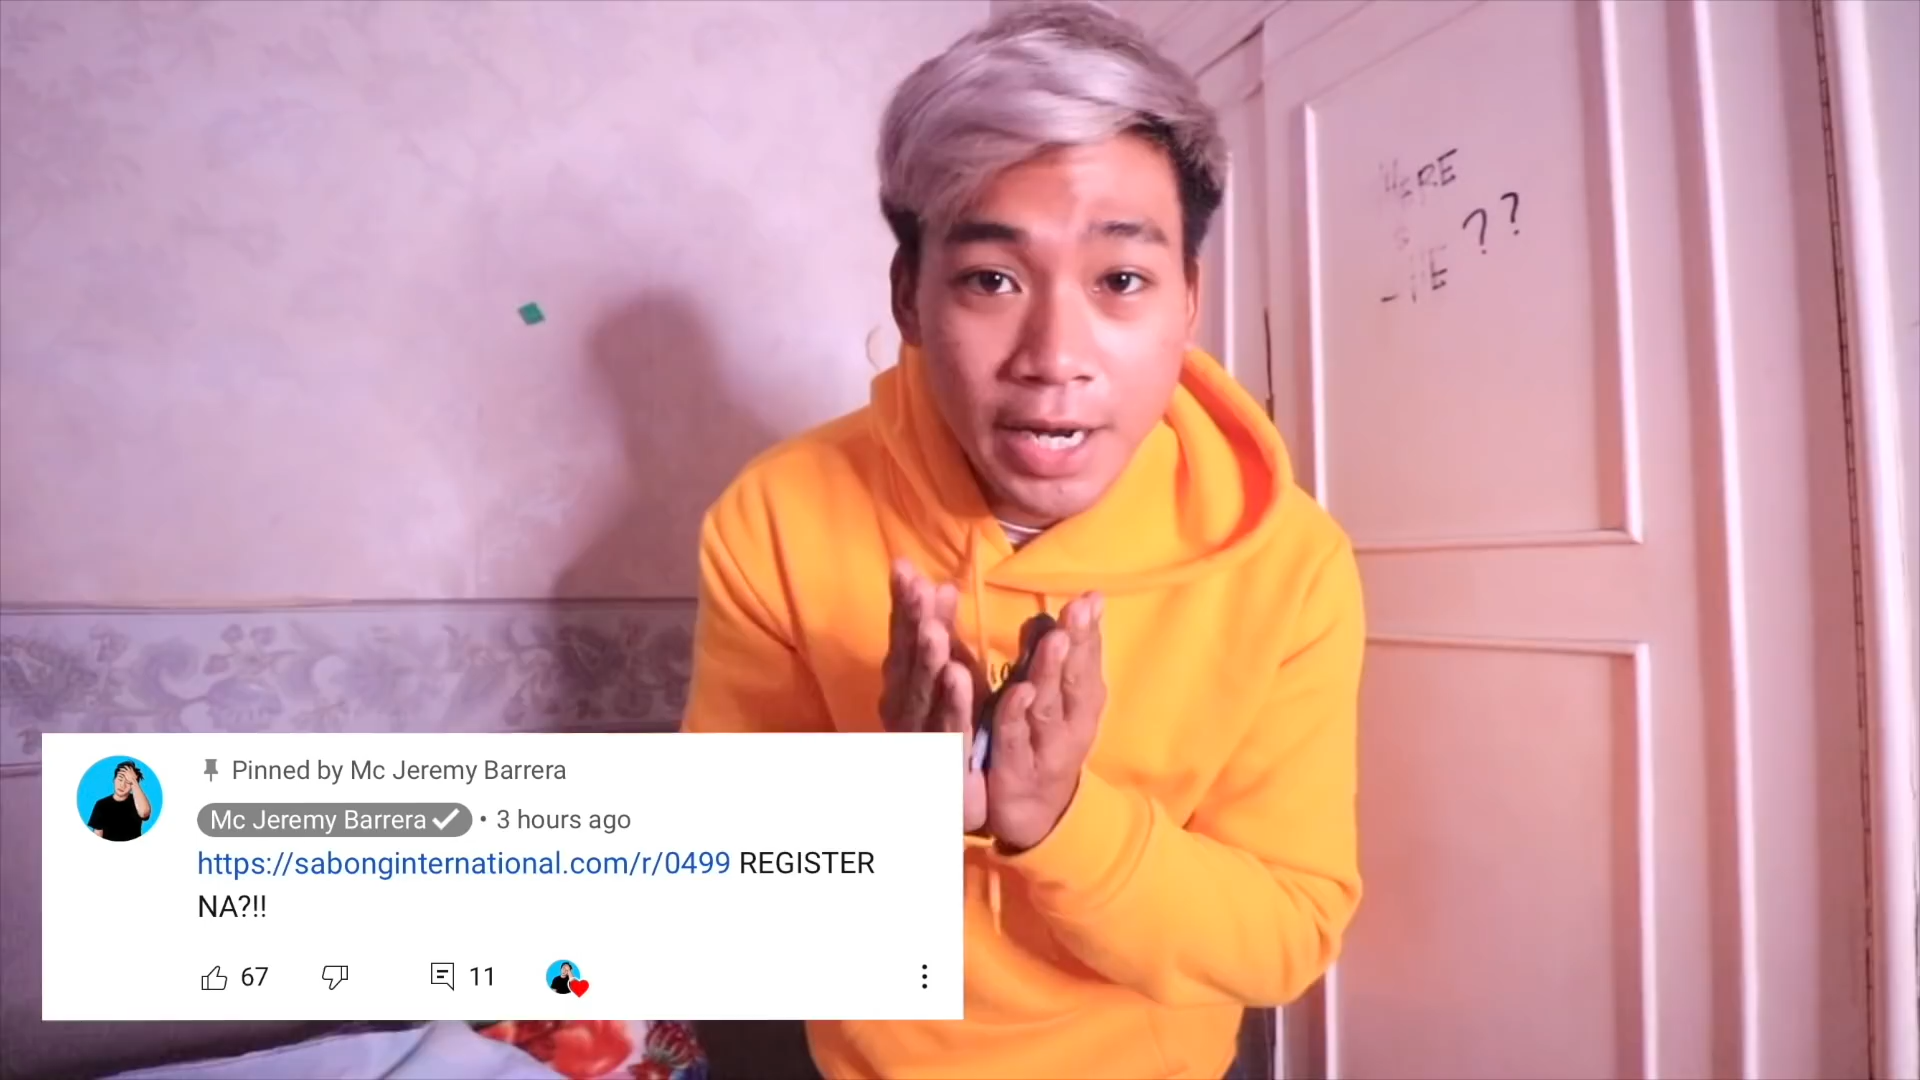 ??
Pinned by Mc Jeremy Barrera
Mc Jeremy Barrera • 3 hours ago
https://sabonginternational.com/r/0499 REGISTER
NA?!!
67
11